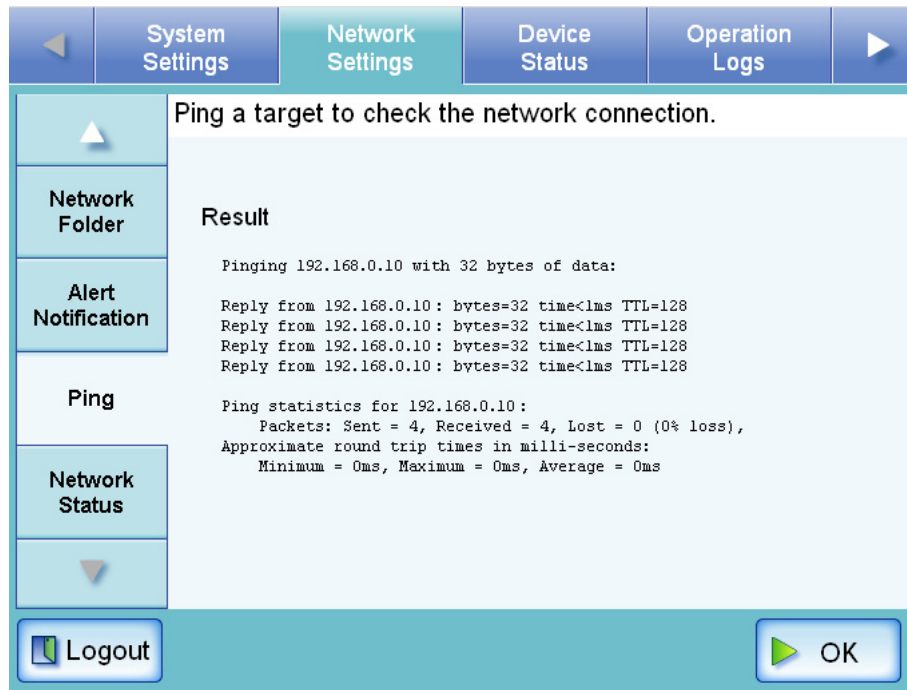 System Settings
Network Settings
Device Status
Operation Logs
Ping a target to check the network connection.
Network Folder
Alert Notification
Ping
Network Status
Result
Pinging 192.168.0.10 with 32 bytes of data:
Reply from 192.168.0.10: bytes=32 time<1ms TTL=128
Reply from 192.168.0.10: bytes=32 time<1ms TTL=128
Reply from 192.168.0.10: bytes=32 time<1ms TTL=128
Reply from 192.168.0.10: bytes=32 time<1ms TTL=128
Ping statistics for 192.168.0.10:
Packets: Sent = 4, Received = 4, Lost = 0 (0% loss),
Approximate round trip times in milli-seconds:
Minimum = 0ms, Maximum = 0ms, Average = 0ms
Logout
OK